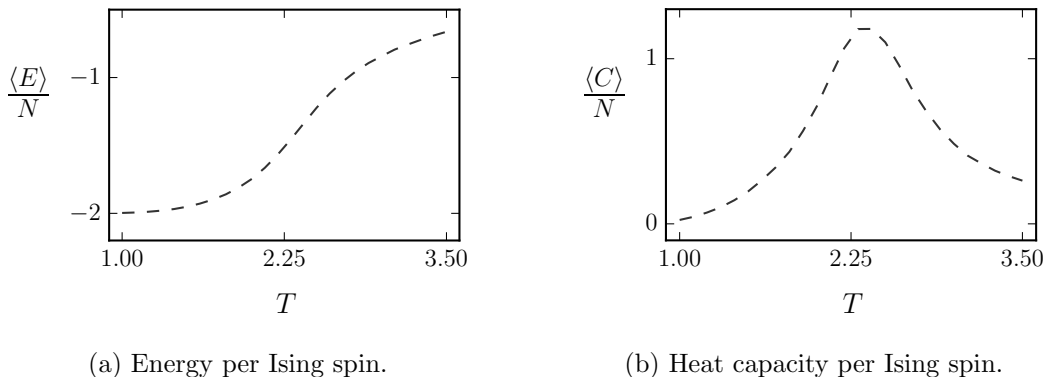 −1
−2
⟨E⟩
N
1.00 2.25 3.50
T
(a) Energy per Ising spin.
1
0
⟨C⟩
N
1.00 2.25 3.50
T
(b) Heat capacity per Ising spin.